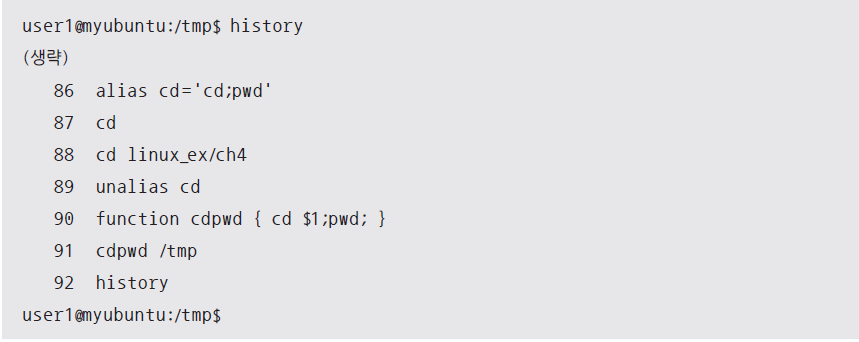 user1@myubuntu:/tmp$ history
(생략)
86 alias cd='cd;pwd'
87 cd
88 cd linux_ex/ch4
89 unalias cd
90 function cdpwd { cd $1;pwd; }
91 cdpwd /tmp
92 history
user1@myubuntu:/tmp$